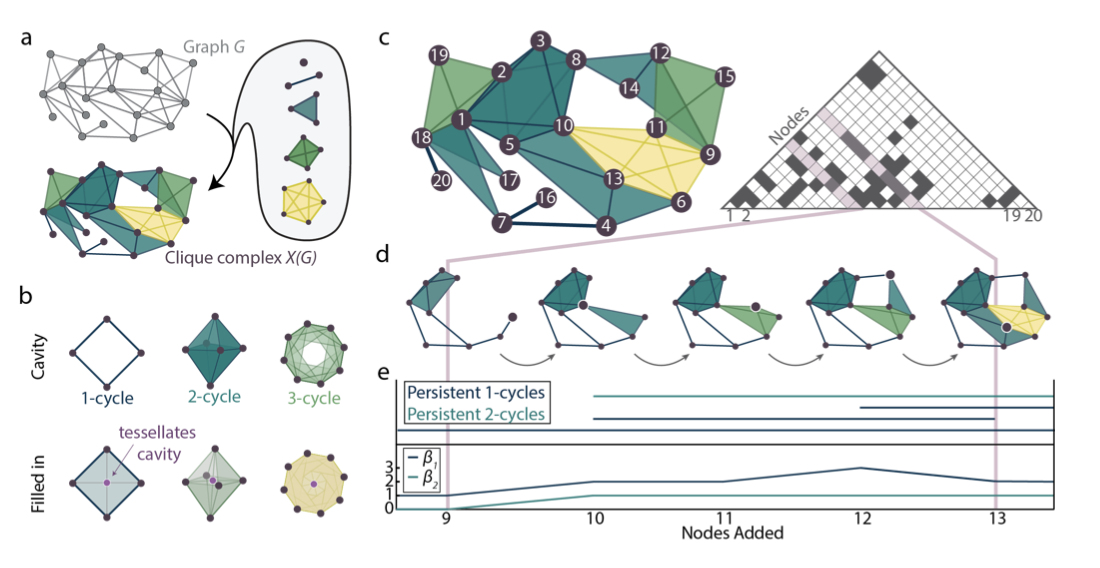 a
Graph G
Clique complex X(G)
b
Cavity
1-cycle
2-cycle
3-cycle
tessellates
cavity
Filled in
c
3
19
2
8
12
15
14
1
10
11
18
5
9
20
17
13
16
6
7
4
Nodes
1 2
19 20
d
e
Persistent 1-cycles
Persistent 2-cycles
β1
β2
3
2
1
0
9
10
11
12
13
Nodes Added